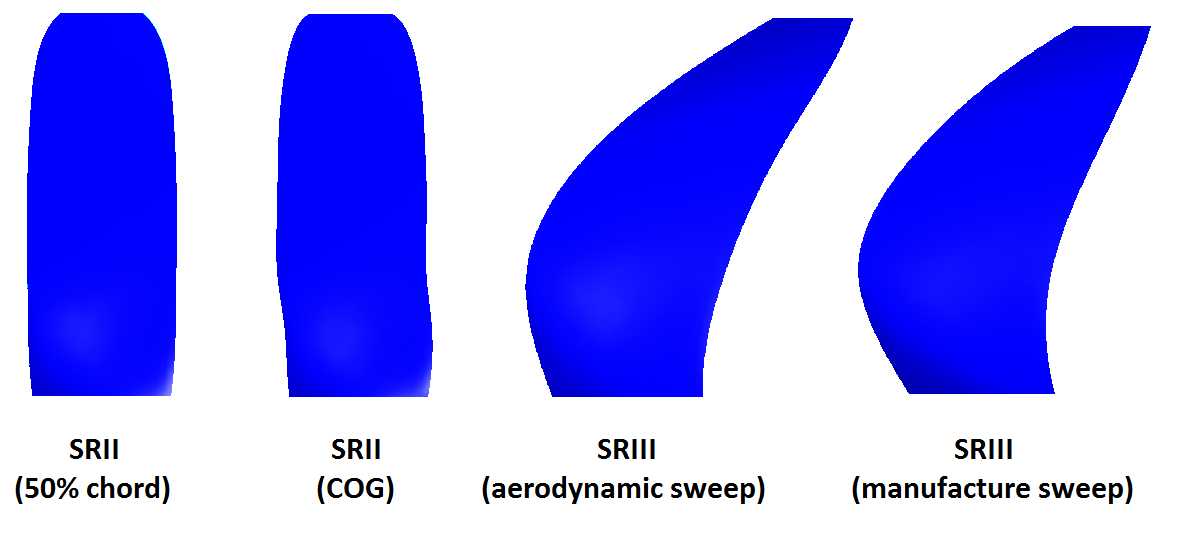 SRII
(50% chord)
SRII
(COG)
SRIII
(aerodynamic sweep)
SRIII
(manufacture sweep)